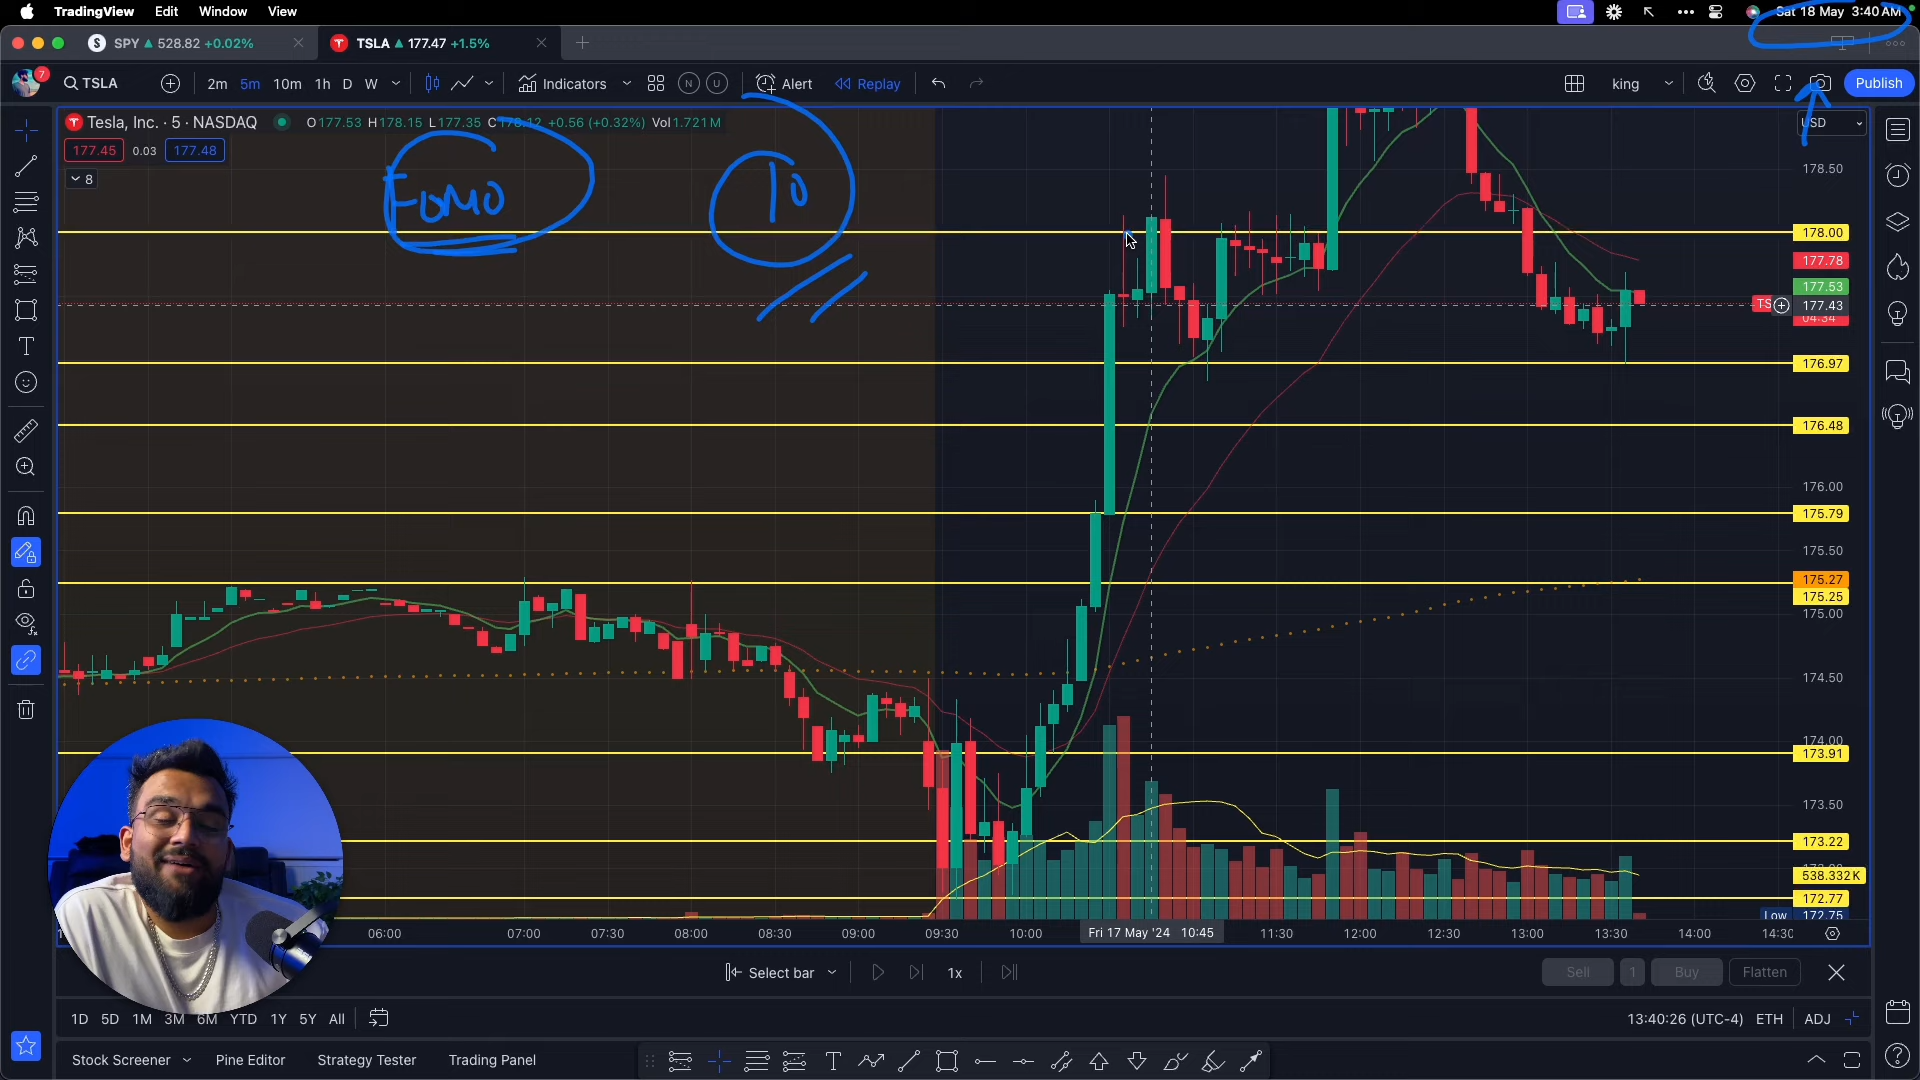 TradingView Edit Window View Sat 18 May 3:40 AM
S SPY 528.82 +0.02% TSLA 177.47 +1.5%
7 TSLA 2m 5m 10m 1h D W Indicators N U Alert Replay king Publish
Tesla, Inc. · 5 · NASDAQ O177.53 H178.15 L177.35 C178.12 +0.56 (+0.32%) Vol1.721 M USD
177.45 0.03 177.48
8
FOMO 10
178.50
178.00
177.78
177.53
177.43
04:34
176.97
176.48
176.00
175.79
175.50
175.27
175.25
175.00
174.50
174.00
173.91
173.50
173.22
538.332K
172.77
Low 172.75
06:00 07:00 07:30 08:00 08:30 09:00 09:30 10:00 Fri 17 May '24 10:45 11:30 12:00 12:30 13:00 13:30 14:00 14:30
Select bar 1x Sell 1 Buy Flatten
1D 5D 1M 3M 6M YTD 1Y 5Y All 13:40:26 (UTC-4) ETH ADJ
Stock Screener Pine Editor Strategy Tester Trading Panel